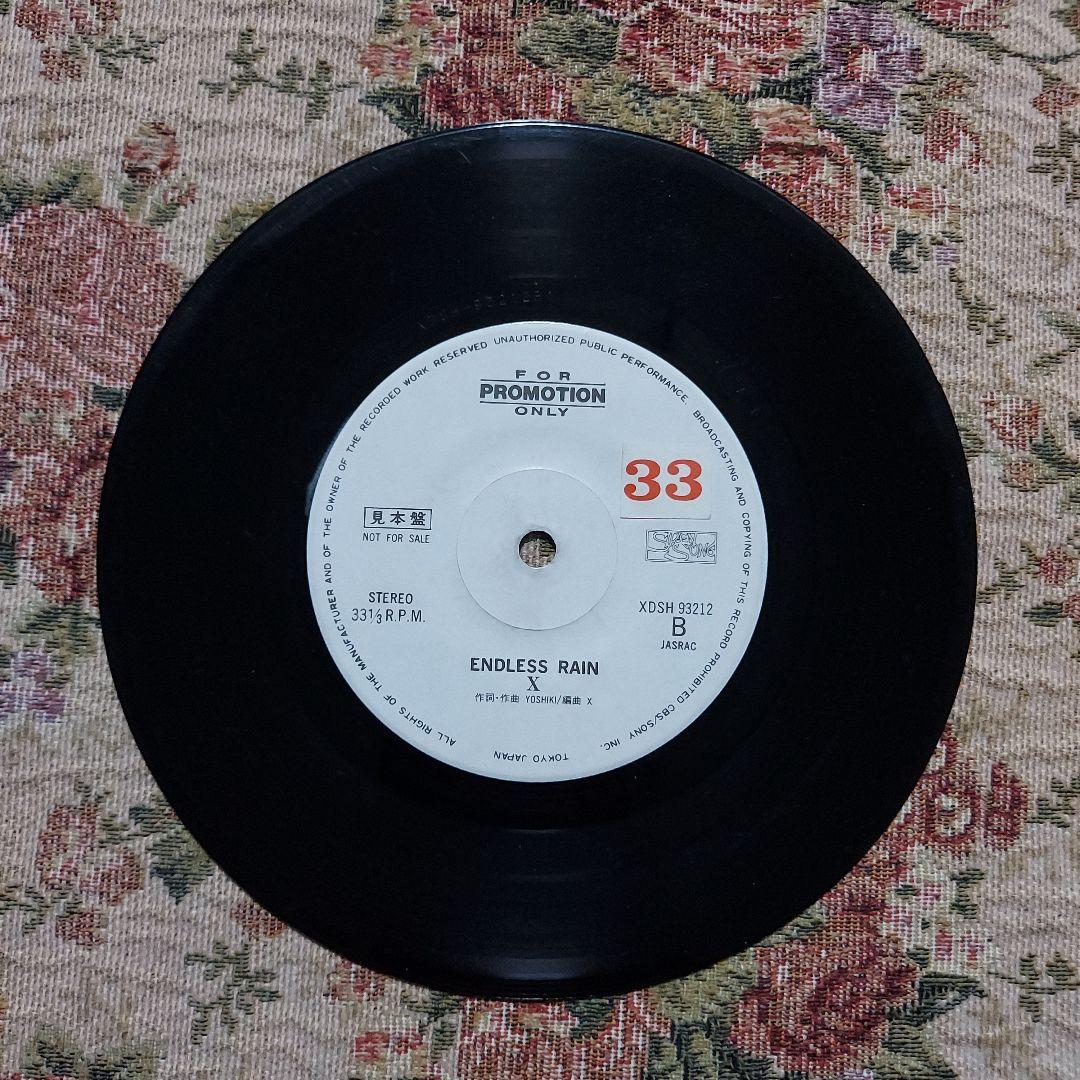 ALL RIGHTS OF THE MANUFACTURER AND OF THE OWNER OF THE RECORDED WORK RESERVED UNAUTHORIZED PUBLIC PERFORMANCE. BROADCASTING AND COPYING OF THIS RECORD PROHIBITED CBS/SONY INC.
TOKYO JAPAN
FOR
PROMOTION
ONLY
33
見本盤
NOT FOR SALE
STEREO
33⅓ R.P.M.
XDSH 93212
B
JASRAC
ENDLESS RAIN
X
作詞・作曲 YOSHIKI/編曲 X